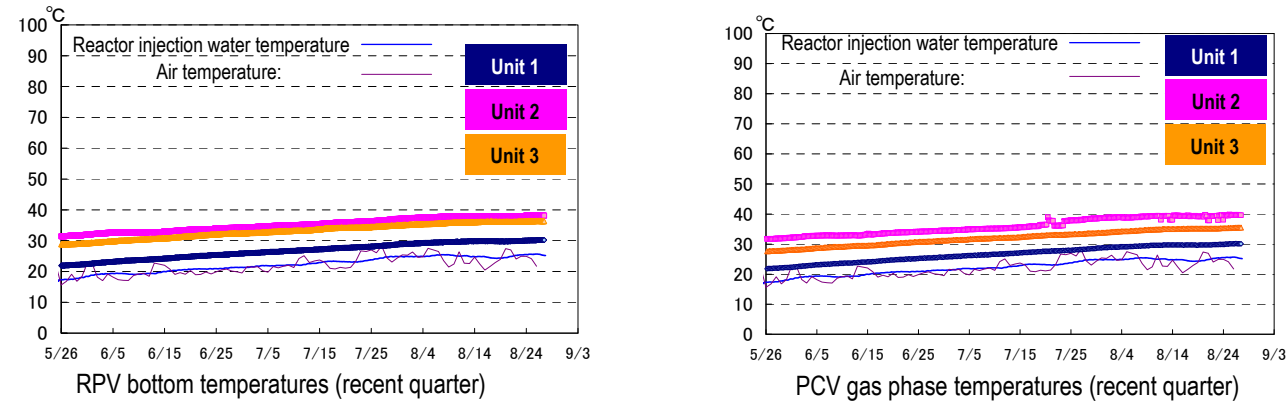 ℃
100
90
80
70
60
50
40
30
20
10
0
Reactor injection water temperature
Air temperature:
Unit 1
Unit 2
Unit 3
5/26 6/5 6/15 6/25 7/5 7/15 7/25 8/4 8/14 8/24 9/3
RPV bottom temperatures (recent quarter)
℃
100
90
80
70
60
50
40
30
20
10
0
Reactor injection water temperature
Air temperature:
Unit 1
Unit 2
Unit 3
5/26 6/5 6/15 6/25 7/5 7/15 7/25 8/4 8/14 8/24 9/3
PCV gas phase temperatures (recent quarter)